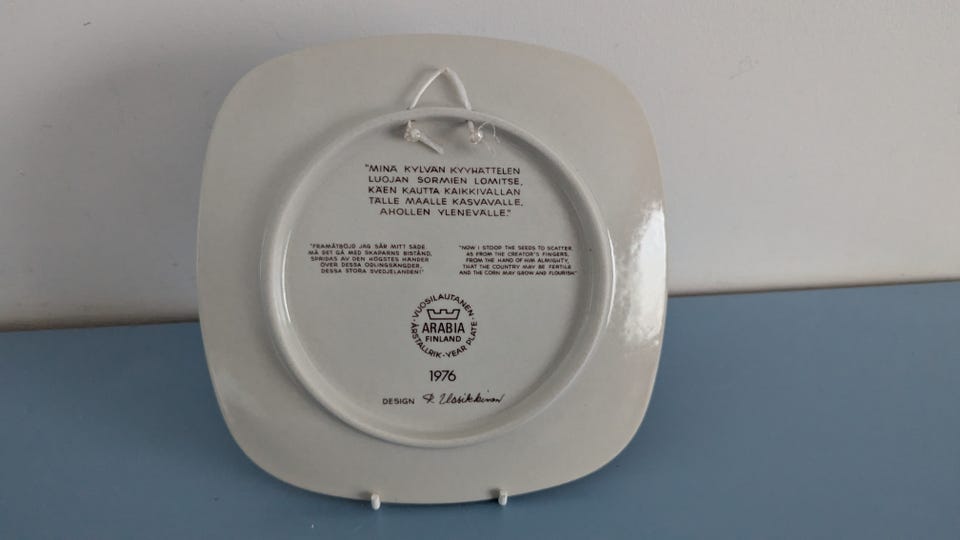 "MINÄ KYLVÄN KYYHÄTTELEN
LUOJAN SORMIEN LOMITSE,
KÄEN KAUTTA KAIKKIVALLAN
TÄLLE MAALLE KASVAVALLE,
AHOLLEN YLENEVÄLLE."
"FRAMÅTBÖJD JAG SÅR MITT SÄDE.
MÅ DET GÅ MED SKAPARNS BISTÅND,
SPRIDAS AV DEN HÖGSTES HÄNDER
ÖVER DESSA ODLINGSÄNGDER,
DESSA STORA SVEDJELANDEN!"
"NOW I STOOP THE SEEDS TO SCATTER,
AS FROM THE CREATOR'S FINGERS,
FROM THE HAND OF HIM ALMIGHTY,
THAT THE COUNTRY MAY BE FERTILE
AND THE CORN MAY GROW AND FLOURISH"
VUOSILAUTANEN·
ARABIA
FINLAND
·ÅRSTALLRIK·YEAR PLATE
1976
DESIGN R. Uosikkinen